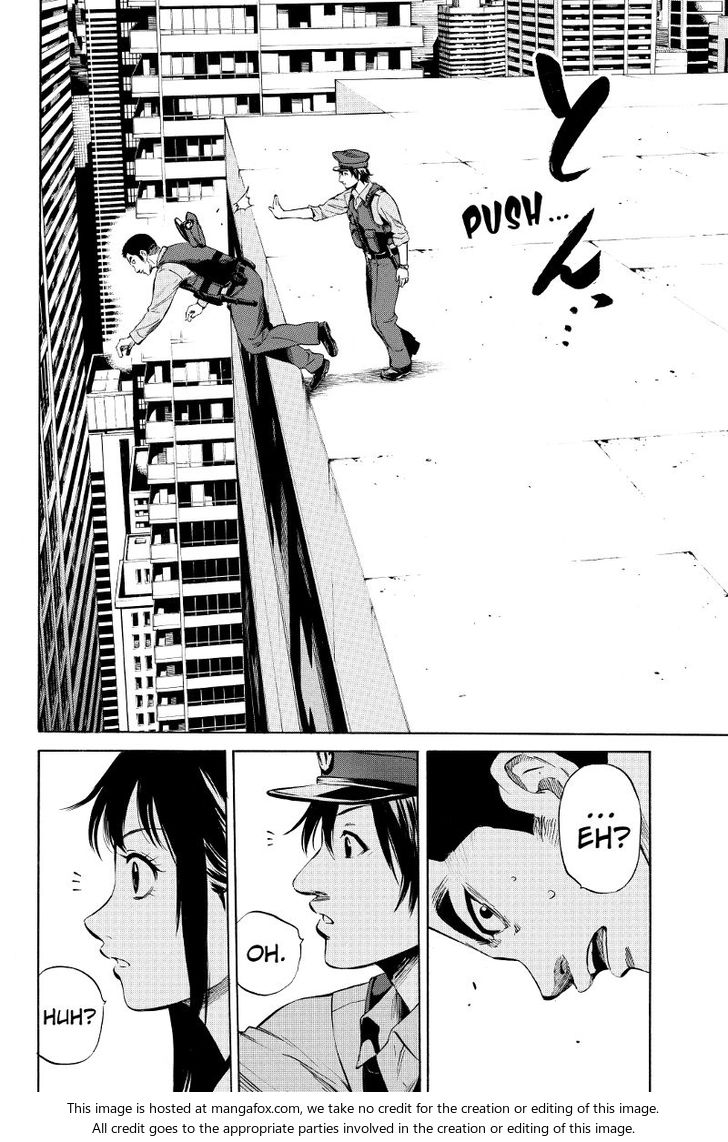 とん…
PUSH...
...
EH?
OH.
HUH?
This image is hosted at mangafox.com, we take no credit for the creation or editing of this image.
All credit goes to the appropriate parties involved in the creation or editing of this image.